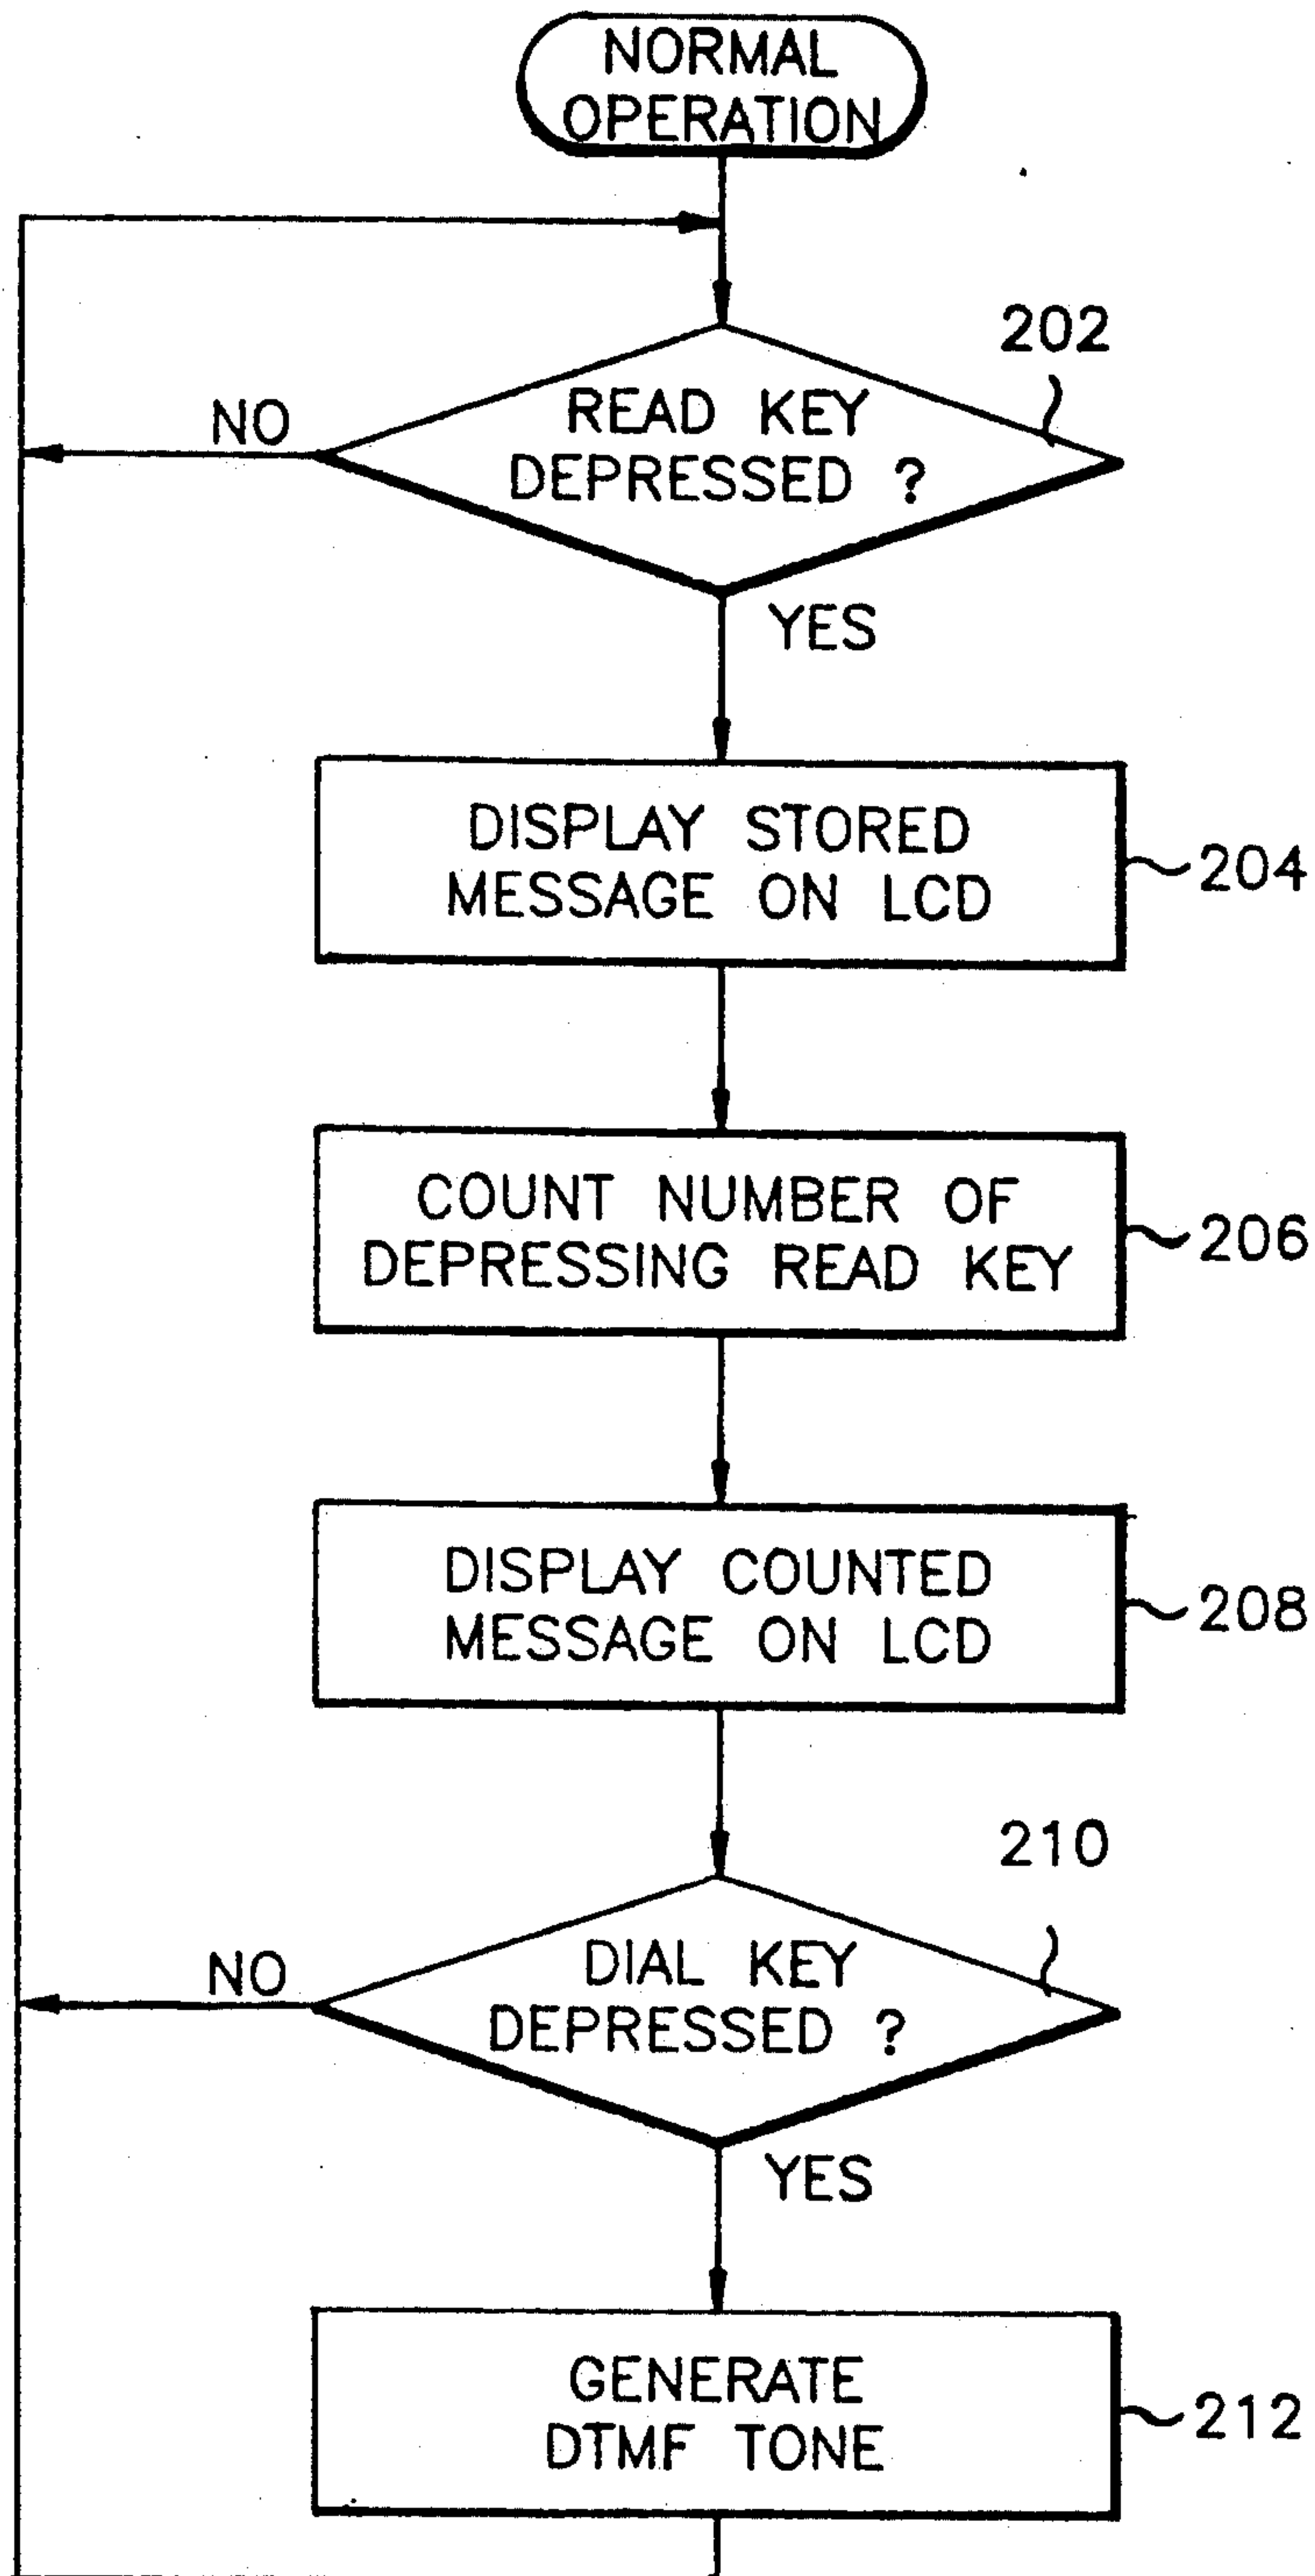 NORMAL
OPERATION
202
READ KEY
DEPRESSED ?
NO
YES
DISPLAY STORED
MESSAGE ON LCD
204
COUNT NUMBER OF
DEPRESSING READ KEY
206
DISPLAY COUNTED
MESSAGE ON LCD
208
210
DIAL KEY
DEPRESSED ?
NO
YES
GENERATE
DTMF TONE
212